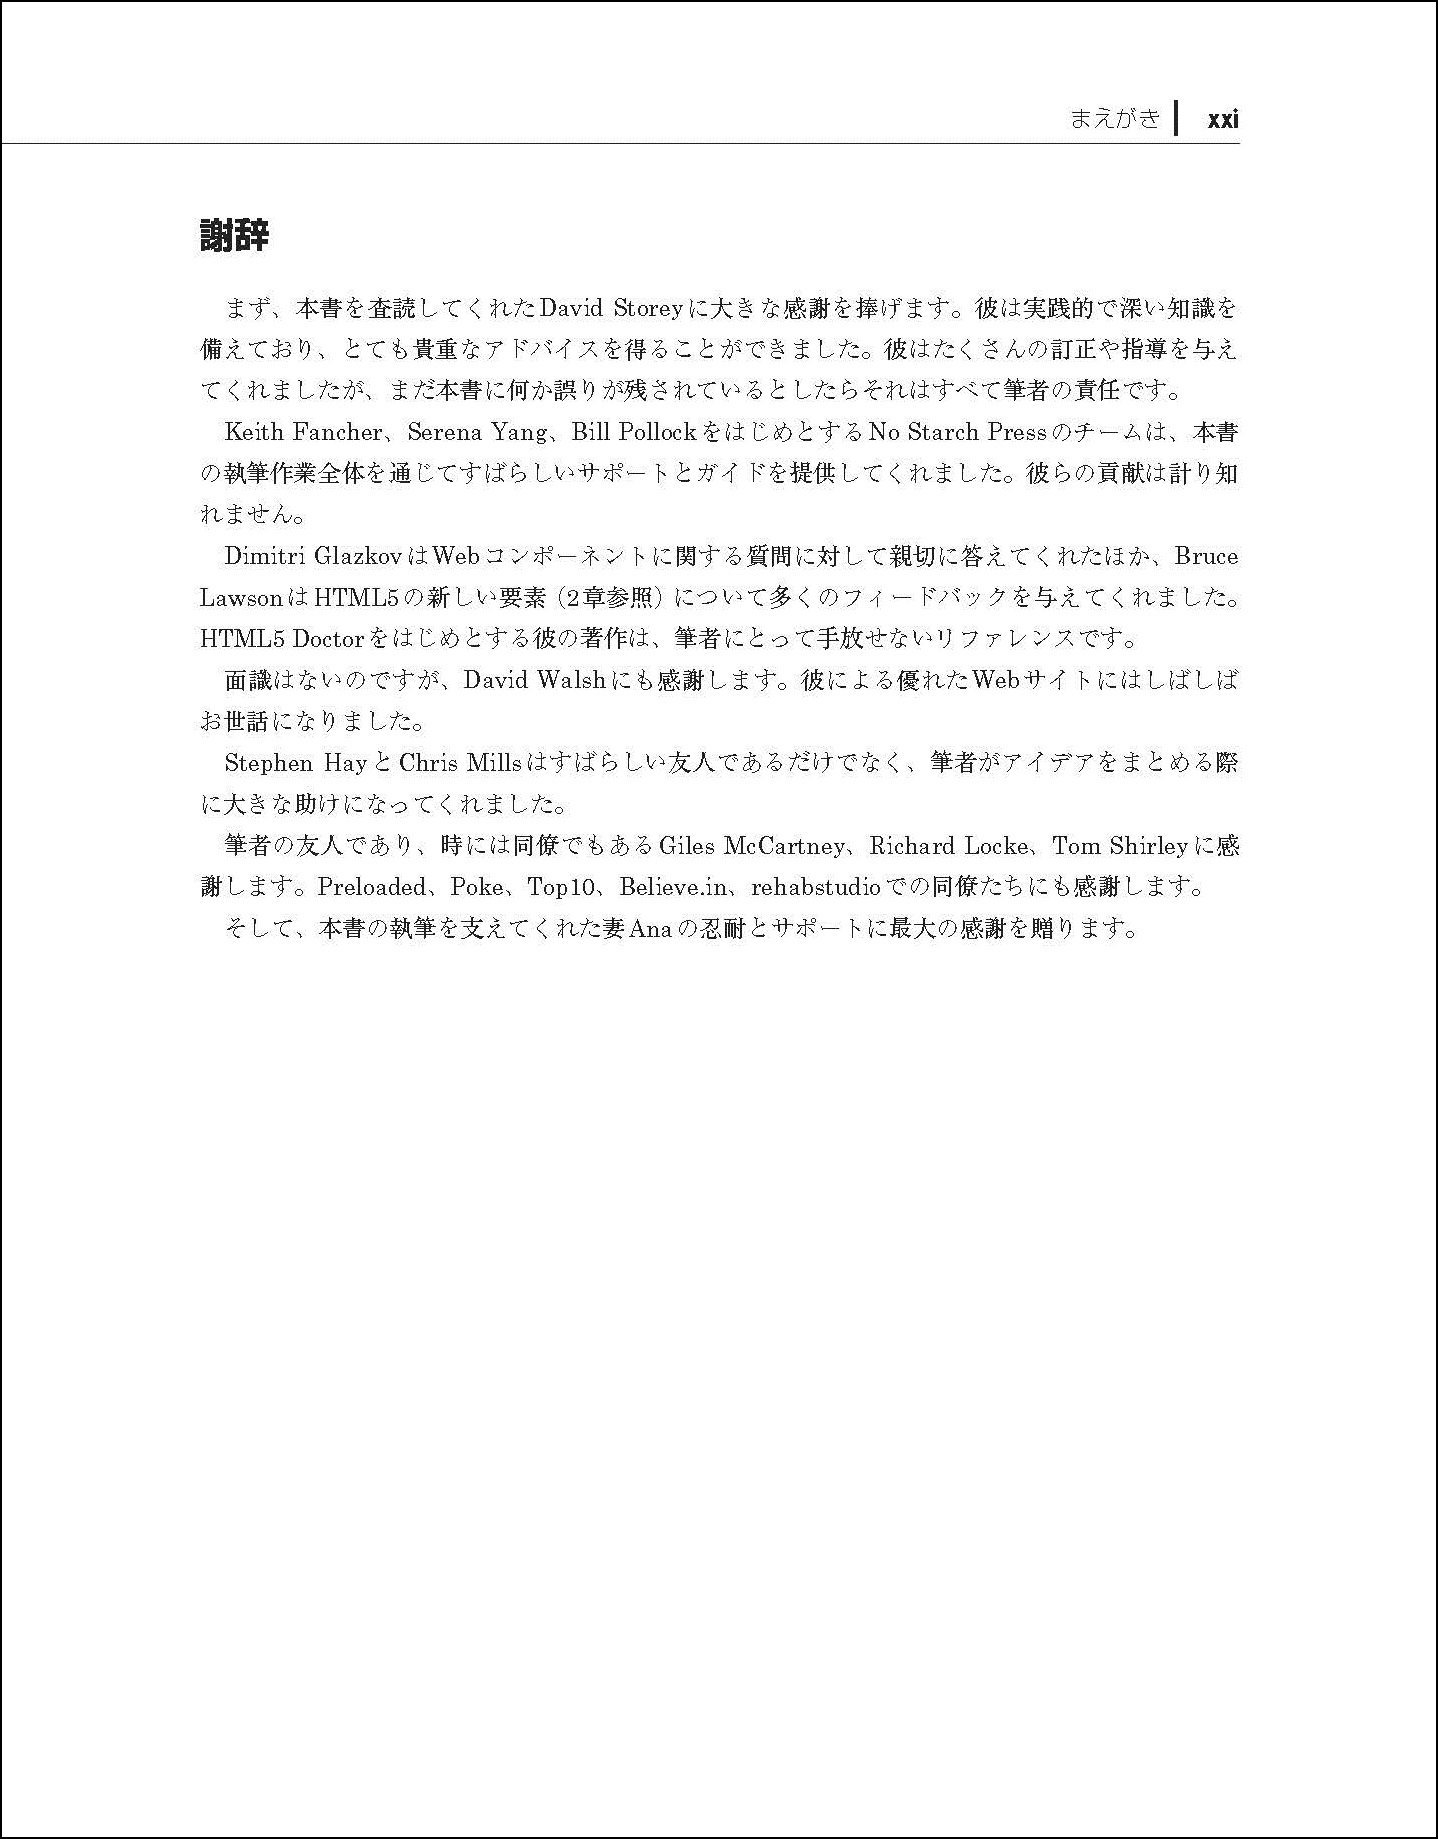 まえがき xxi
謝辞
まず、本書を査読してくれたDavid Storeyに大きな感謝を捧げます。彼は実践的で深い知識を
備えており、とても貴重なアドバイスを得ることができました。彼はたくさんの訂正や指導を与え
てくれましたが、まだ本書に何か誤りが残されているとしたらそれはすべて筆者の責任です。
Keith Fancher、Serena Yang、Bill PollockをはじめとするNo Starch Pressのチームは、本書
の執筆作業全体を通じてすばらしいサポートとガイドを提供してくれました。彼らの貢献は計り知
れません。
Dimitri GlazkovはWebコンポーネントに関する質問に対して親切に答えてくれたほか、Bruce
LawsonはHTML5の新しい要素（2章参照）について多くのフィードバックを与えてくれました。
HTML5 Doctorをはじめとする彼の著作は、筆者にとって手放せないリファレンスです。
面識はないのですが、David Walshにも感謝します。彼による優れたWebサイトにはしばしば
お世話になりました。
Stephen HayとChris Millsはすばらしい友人であるだけでなく、筆者がアイデアをまとめる際
に大きな助けになってくれました。
筆者の友人であり、時には同僚でもあるGiles McCartney、Richard Locke、Tom Shirleyに感
謝します。Preloaded、Poke、Top10、Believe.in、rehabstudioでの同僚たちにも感謝します。
そして、本書の執筆を支えてくれた妻Anaの忍耐とサポートに最大の感謝を贈ります。